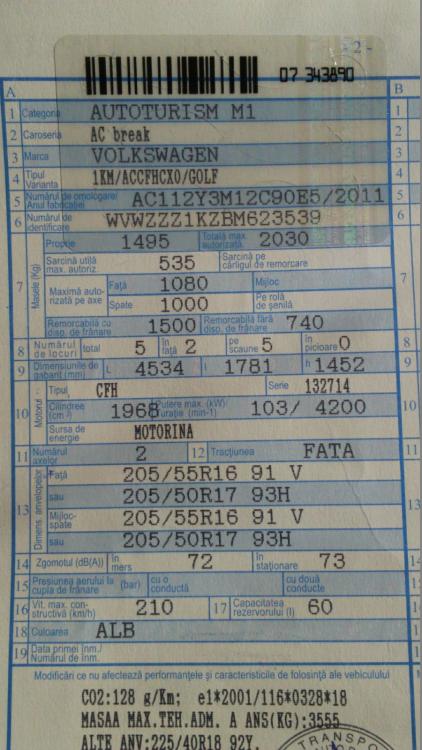 07 343890
- 2 -
A B
1 Categoria AUTOTURISM M1 1
2 Caroseria AC break 2
3 Marca VOLKSWAGEN 3
4 Tipul Varianta 1KM/ACCFHCX0/GOLF 4
5 Numărul de omologare/ Anul fabricației AC112Y3M12C90E5/2011 5
6 Numărul de identificare WVWZZZ1KZBM623539 6
7 Masele (Kg) Proprie 1495 Totală max. autorizată 2030 7
Sarcină utilă max. autoriz. 535 Sarcină pe cârligul de remorcare
Maximă autorizată pe axe Față 1080 Mijloc
Spate 1000 Pe rolă de șenilă
Remorcabilă cu disp. de frânare 1500 Remorcabilă fără disp. de frânare 740
8 Numărul de locuri total 5 în față 2 pe scaune 5 în picioare 0 8
9 Dimensiunile de gabarit (mm) L 4534 l 1781 h 1452 9
10 Motorul Tipul CFH Serie 132714 10
Cilindree (cm³) 1968 Putere max. (kW)/ turație (min-1) 103/ 4200
Sursa de energie MOTORINA
11 Numărul axelor 2 12 Tracțiunea FATA 11
13 Dimens. anvelopelor Față 205/55R16 91 V 13
sau 205/50R17 93H
Mijloc-spate 205/55R16 91 V
sau 205/50R17 93H
14 Zgomotul (dB(A)) în mers 72 în staționare 73 14
15 Presiunea aerului la cupla de frânare (bar) cu o conductă cu două conducte
16 Vit. max. constructivă (km/h) 210 17 Capacitatea rezervorului (l) 60
18 Culoarea ALB
19 Data primei înm./ Numărul de înm.
Modificări ce nu afectează performanțele și caracteristicile de folosință ale vehiculului
CO2:128 g/Km; e1*2001/116*0328*18
MASAA MAX.TEH.ADM. A ANS(KG):3555
ALTE ANV:225/40R18 92Y.
TRANSP